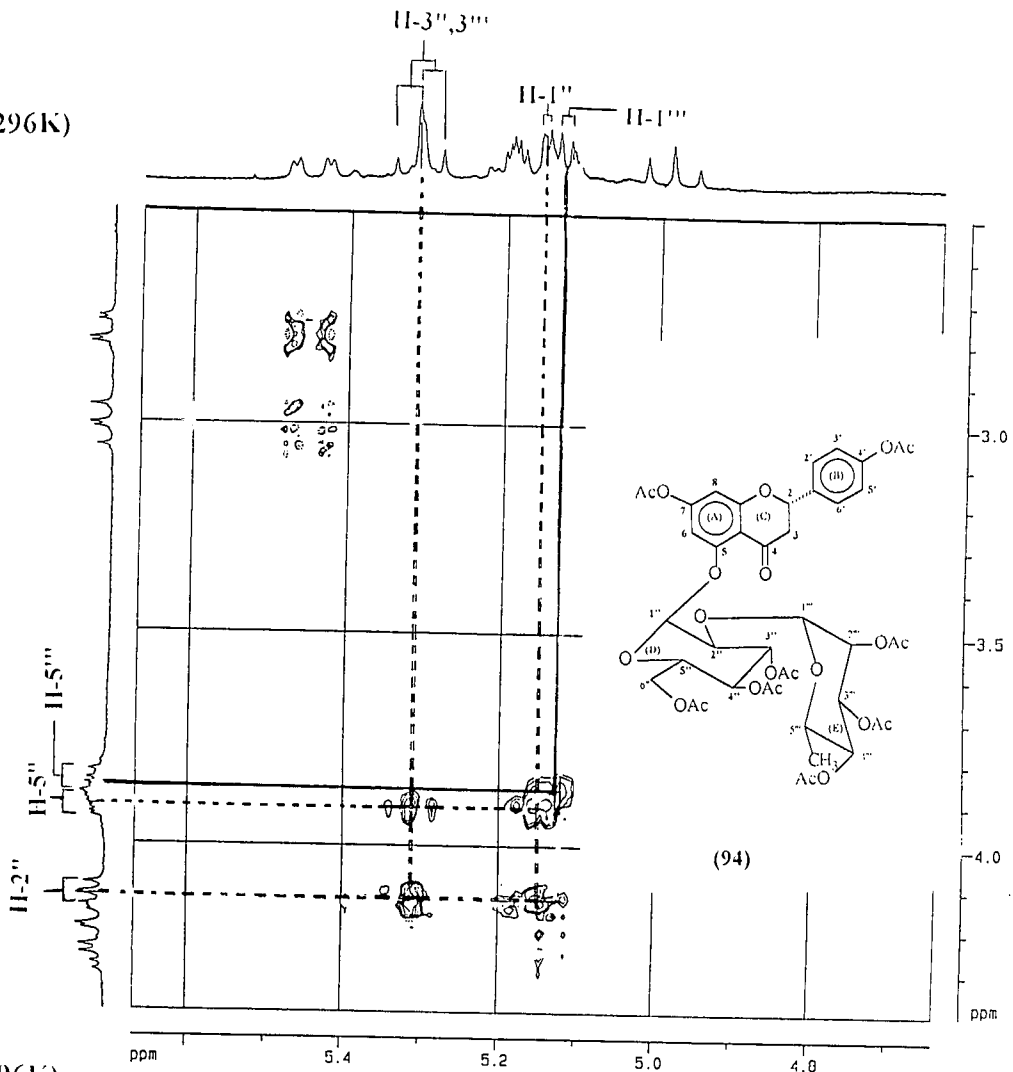 H-3'',3'''
296K)
H-1''
H-1'''
3.0
3'
2'
4'
OAc
(B)
AcO
8
O
2
5'
7
6'
(A)
(C)
6
3
5
4
O
O
1''
O
1'''
2'''
OAc
3''
2''
O
O
(D)
5''
OAc
3'''
6''
4''
OAc
OAc
5'''
(E)
OAc
CH3
AcO
3.5
H-5'''
H-5''
H-2''
(94)
4.0
ppm
ppm
5.4
5.2
5.0
4.8